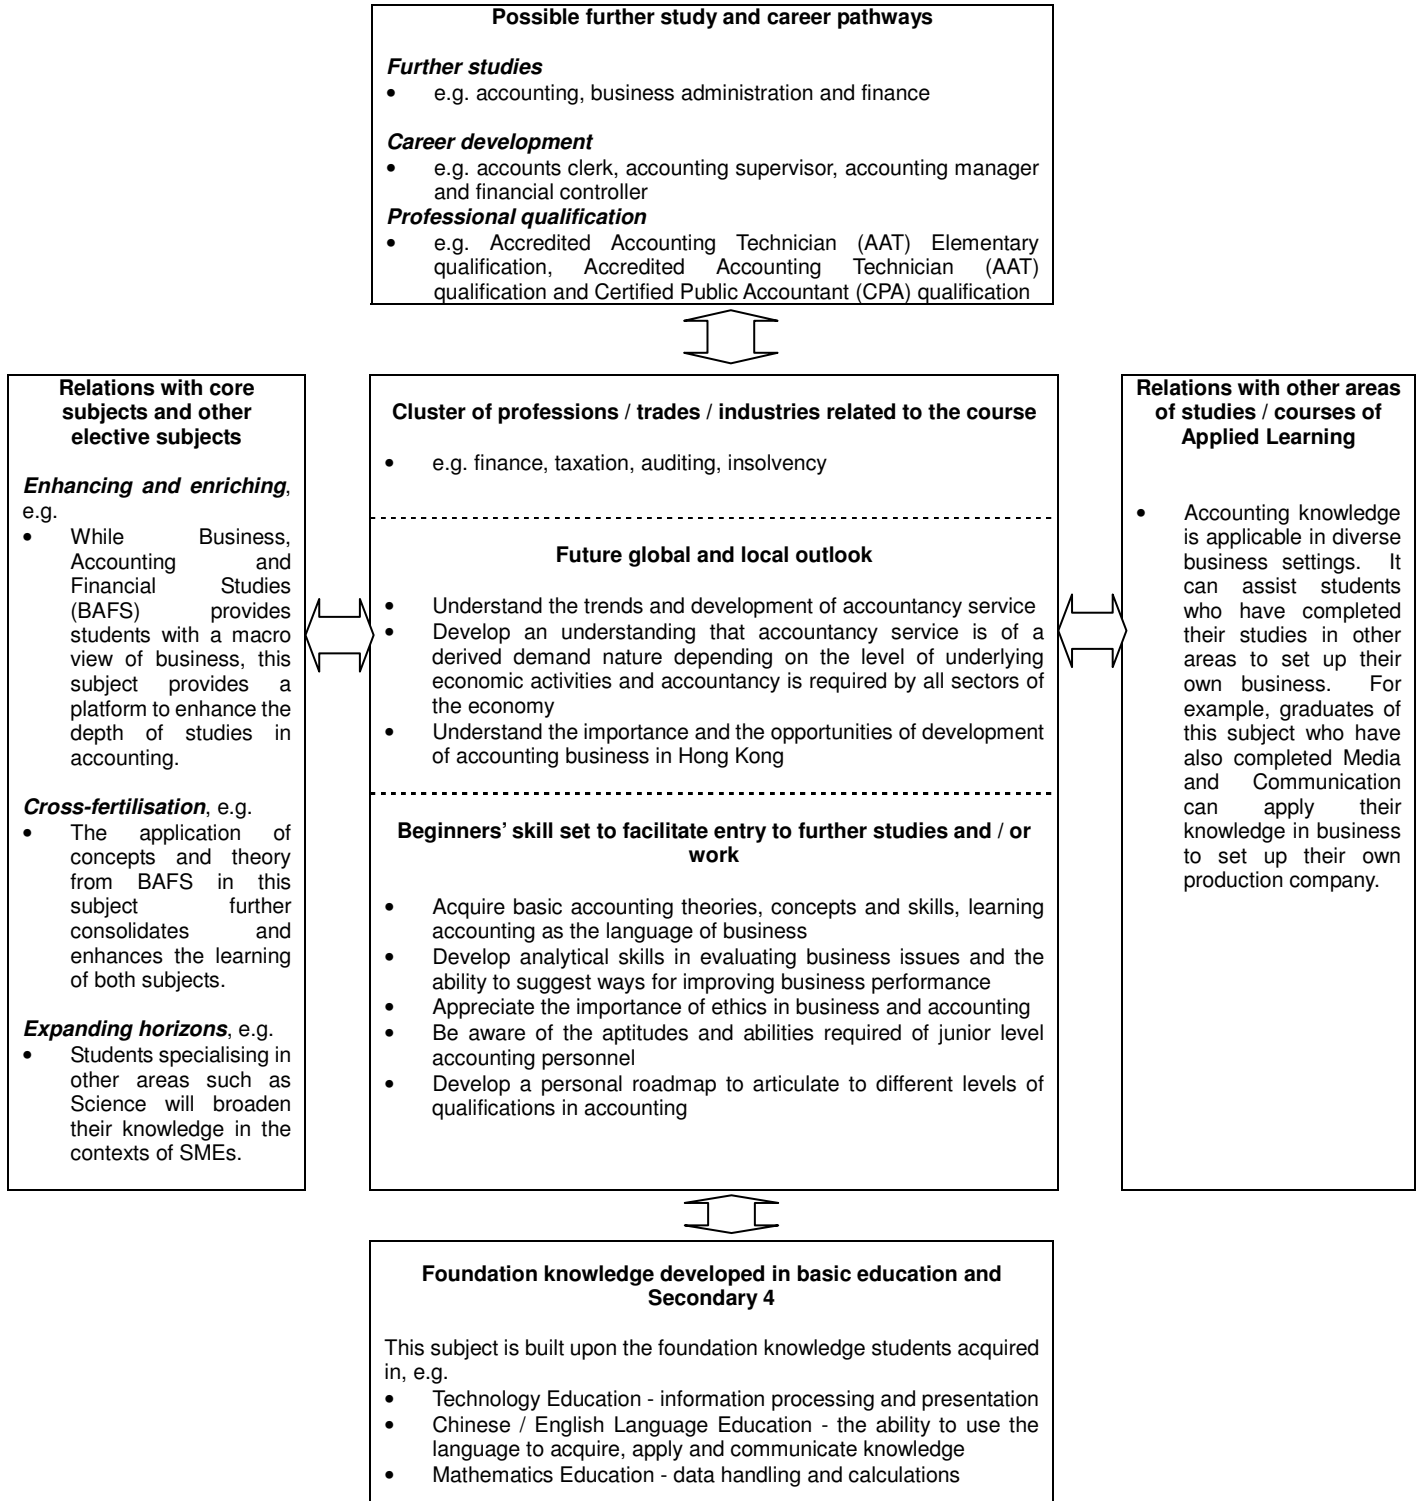 Possible further study and career pathways
Further studies
• e.g. accounting, business administration and finance
Career development
• e.g. accounts clerk, accounting supervisor, accounting manager
and financial controller
Professional qualification
• e.g. Accredited Accounting Technician (AAT) Elementary
qualification, Accredited Accounting Technician (AAT)
qualification and Certified Public Accountant (CPA) qualification
Relations with core
subjects and other
elective subjects
Enhancing and enriching,
e.g.
• While Business,
Accounting and
Financial Studies
(BAFS) provides
students with a macro
view of business, this
subject provides a
platform to enhance the
depth of studies in
accounting.
Cross-fertilisation, e.g.
• The application of
concepts and theory
from BAFS in this
subject further
consolidates and
enhances the learning
of both subjects.
Expanding horizons, e.g.
• Students specialising in
other areas such as
Science will broaden
their knowledge in the
contexts of SMEs.
Cluster of professions / trades / industries related to the course
• e.g. finance, taxation, auditing, insolvency
Future global and local outlook
• Understand the trends and development of accountancy service
• Develop an understanding that accountancy service is of a
derived demand nature depending on the level of underlying
economic activities and accountancy is required by all sectors of
the economy
• Understand the importance and the opportunities of development
of accounting business in Hong Kong
Beginners' skill set to facilitate entry to further studies and / or
work
• Acquire basic accounting theories, concepts and skills, learning
accounting as the language of business
• Develop analytical skills in evaluating business issues and the
ability to suggest ways for improving business performance
• Appreciate the importance of ethics in business and accounting
• Be aware of the aptitudes and abilities required of junior level
accounting personnel
• Develop a personal roadmap to articulate to different levels of
qualifications in accounting
Relations with other areas
of studies / courses of
Applied Learning
• Accounting knowledge
is applicable in diverse
business settings. It
can assist students
who have completed
their studies in other
areas to set up their
own business. For
example, graduates of
this subject who have
also completed Media
and Communication
can apply their
knowledge in business
to set up their own
production company.
Foundation knowledge developed in basic education and
Secondary 4
This subject is built upon the foundation knowledge students acquired
in, e.g.
• Technology Education - information processing and presentation
• Chinese / English Language Education - the ability to use the
language to acquire, apply and communicate knowledge
• Mathematics Education - data handling and calculations